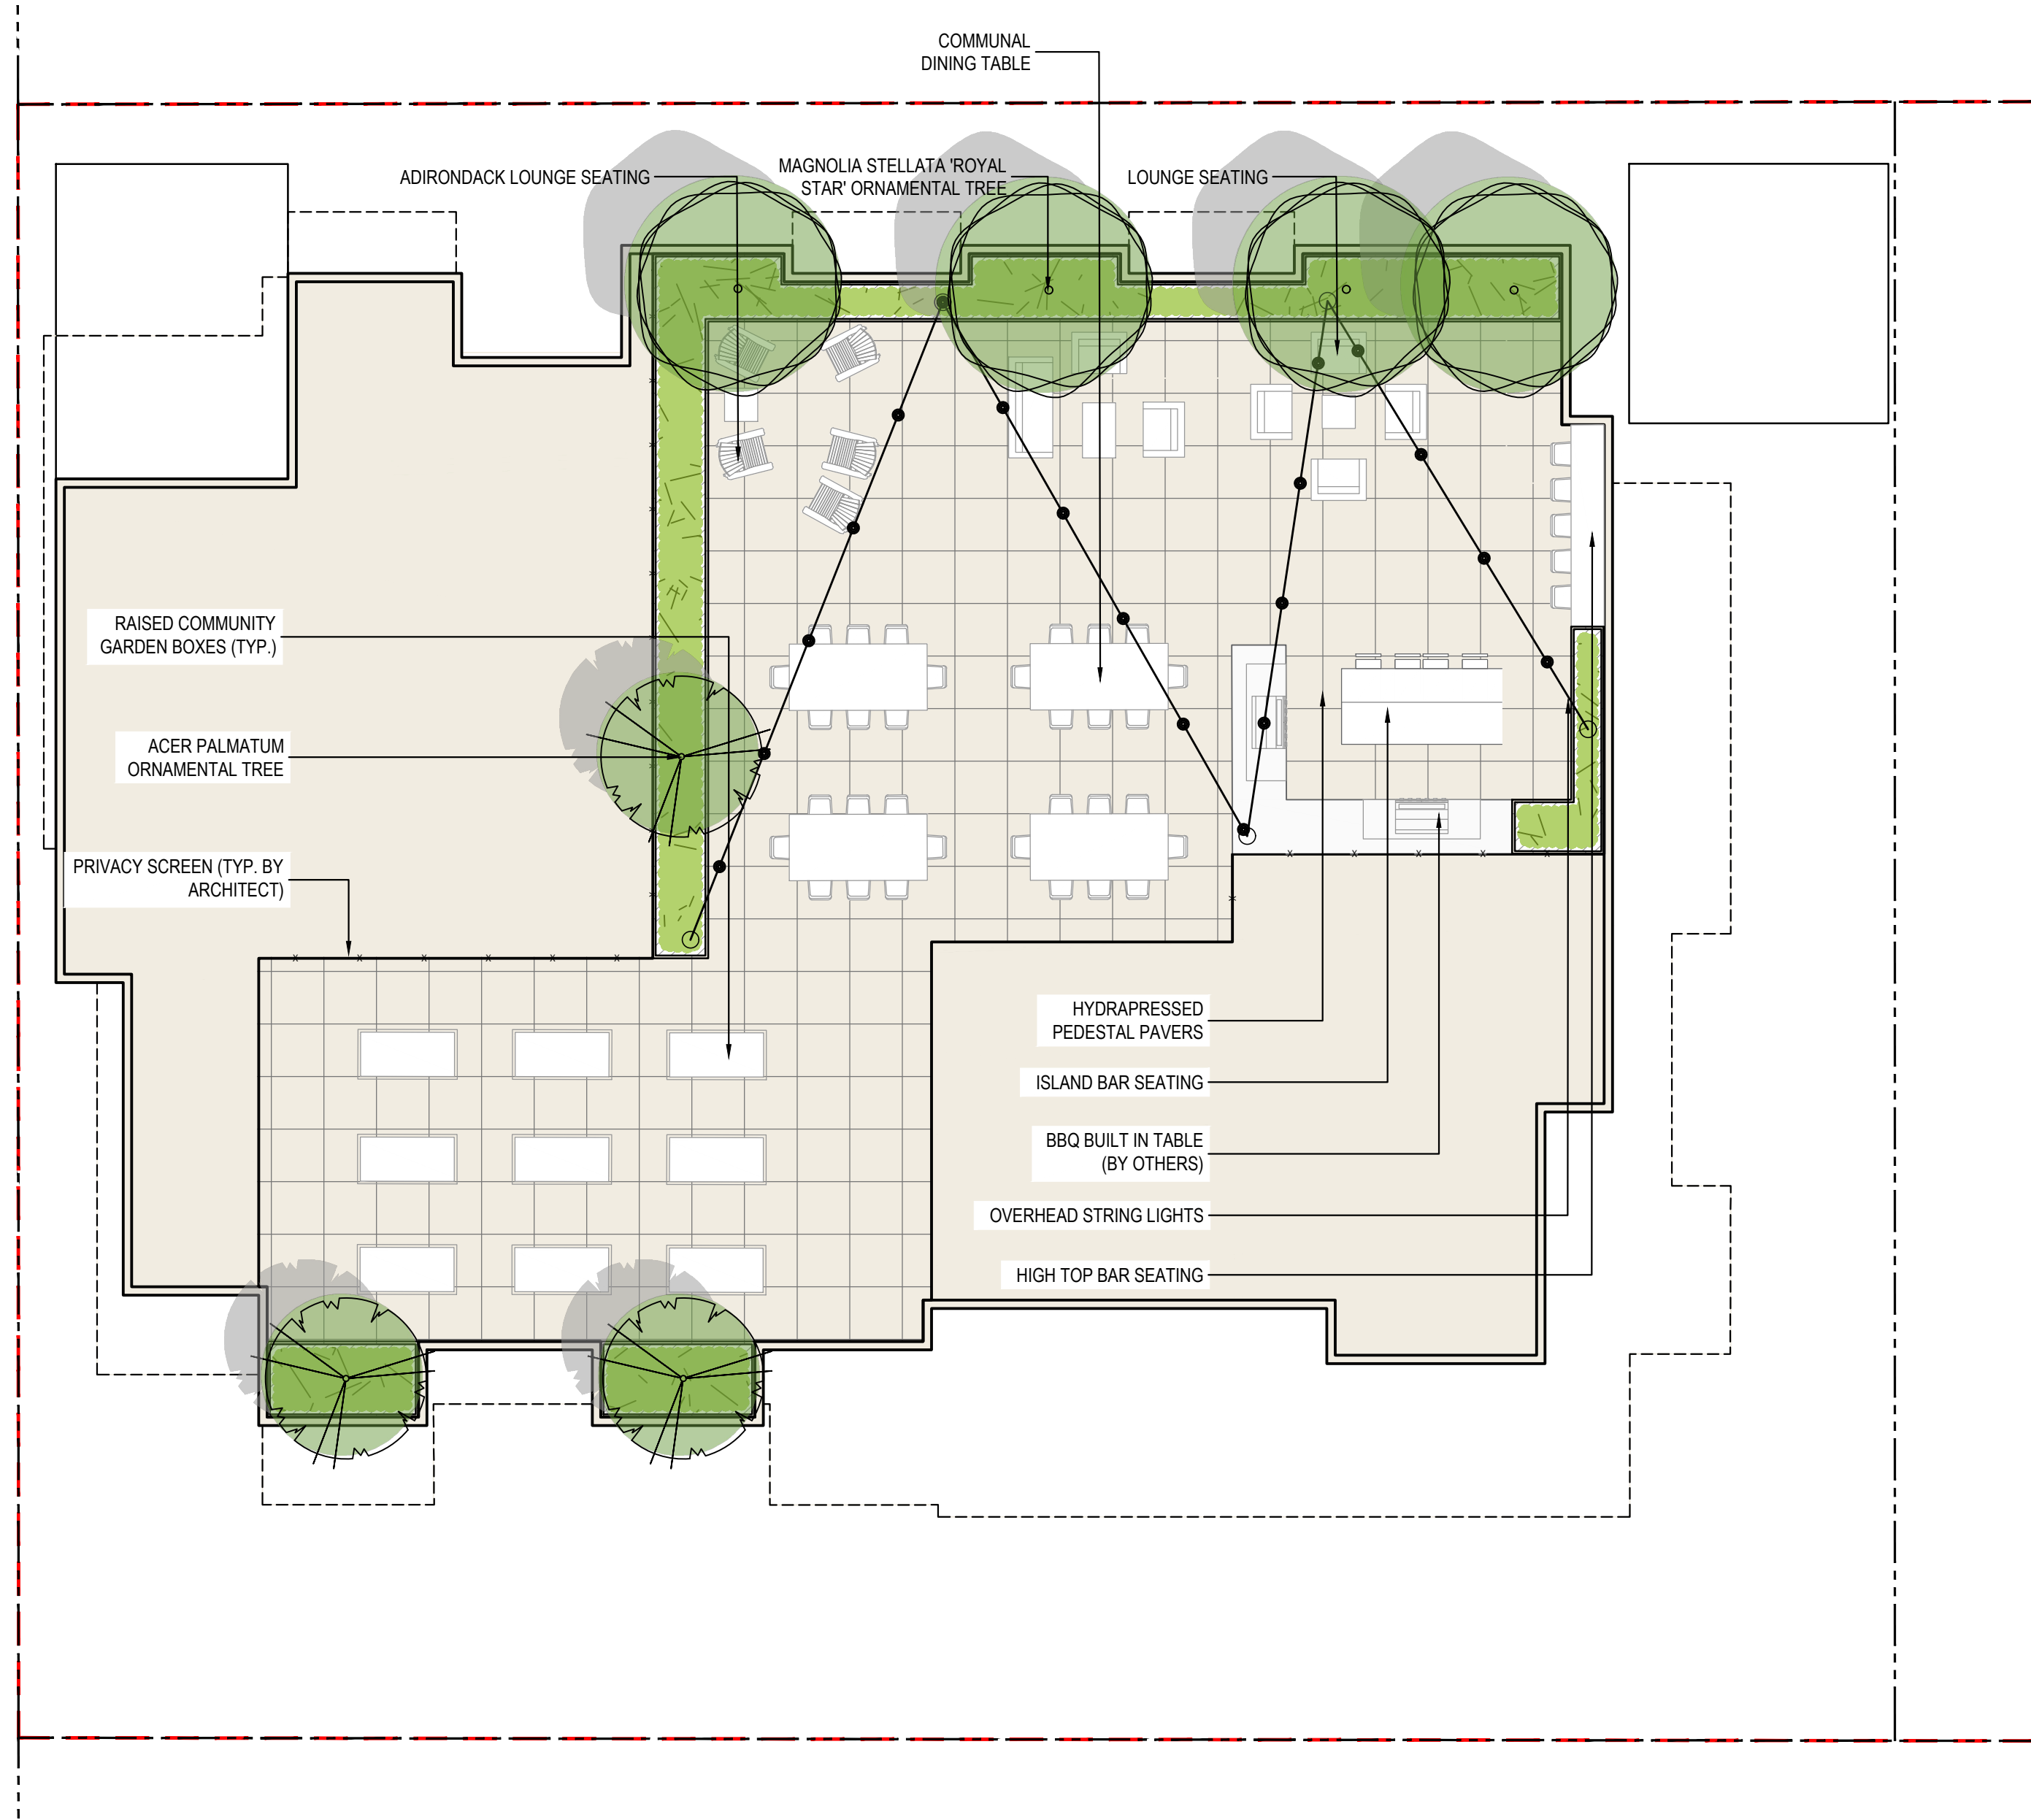 COMMUNAL
DINING TABLE
ADIRONDACK LOUNGE SEATING
MAGNOLIA STELLATA 'ROYAL
STAR' ORNAMENTAL TREE
LOUNGE SEATING
RAISED COMMUNITY
GARDEN BOXES (TYP.)
ACER PALMATUM
ORNAMENTAL TREE
PRIVACY SCREEN (TYP. BY
ARCHITECT)
HYDRAPRESSED
PEDESTAL PAVERS
ISLAND BAR SEATING
BBQ BUILT IN TABLE
(BY OTHERS)
OVERHEAD STRING LIGHTS
HIGH TOP BAR SEATING